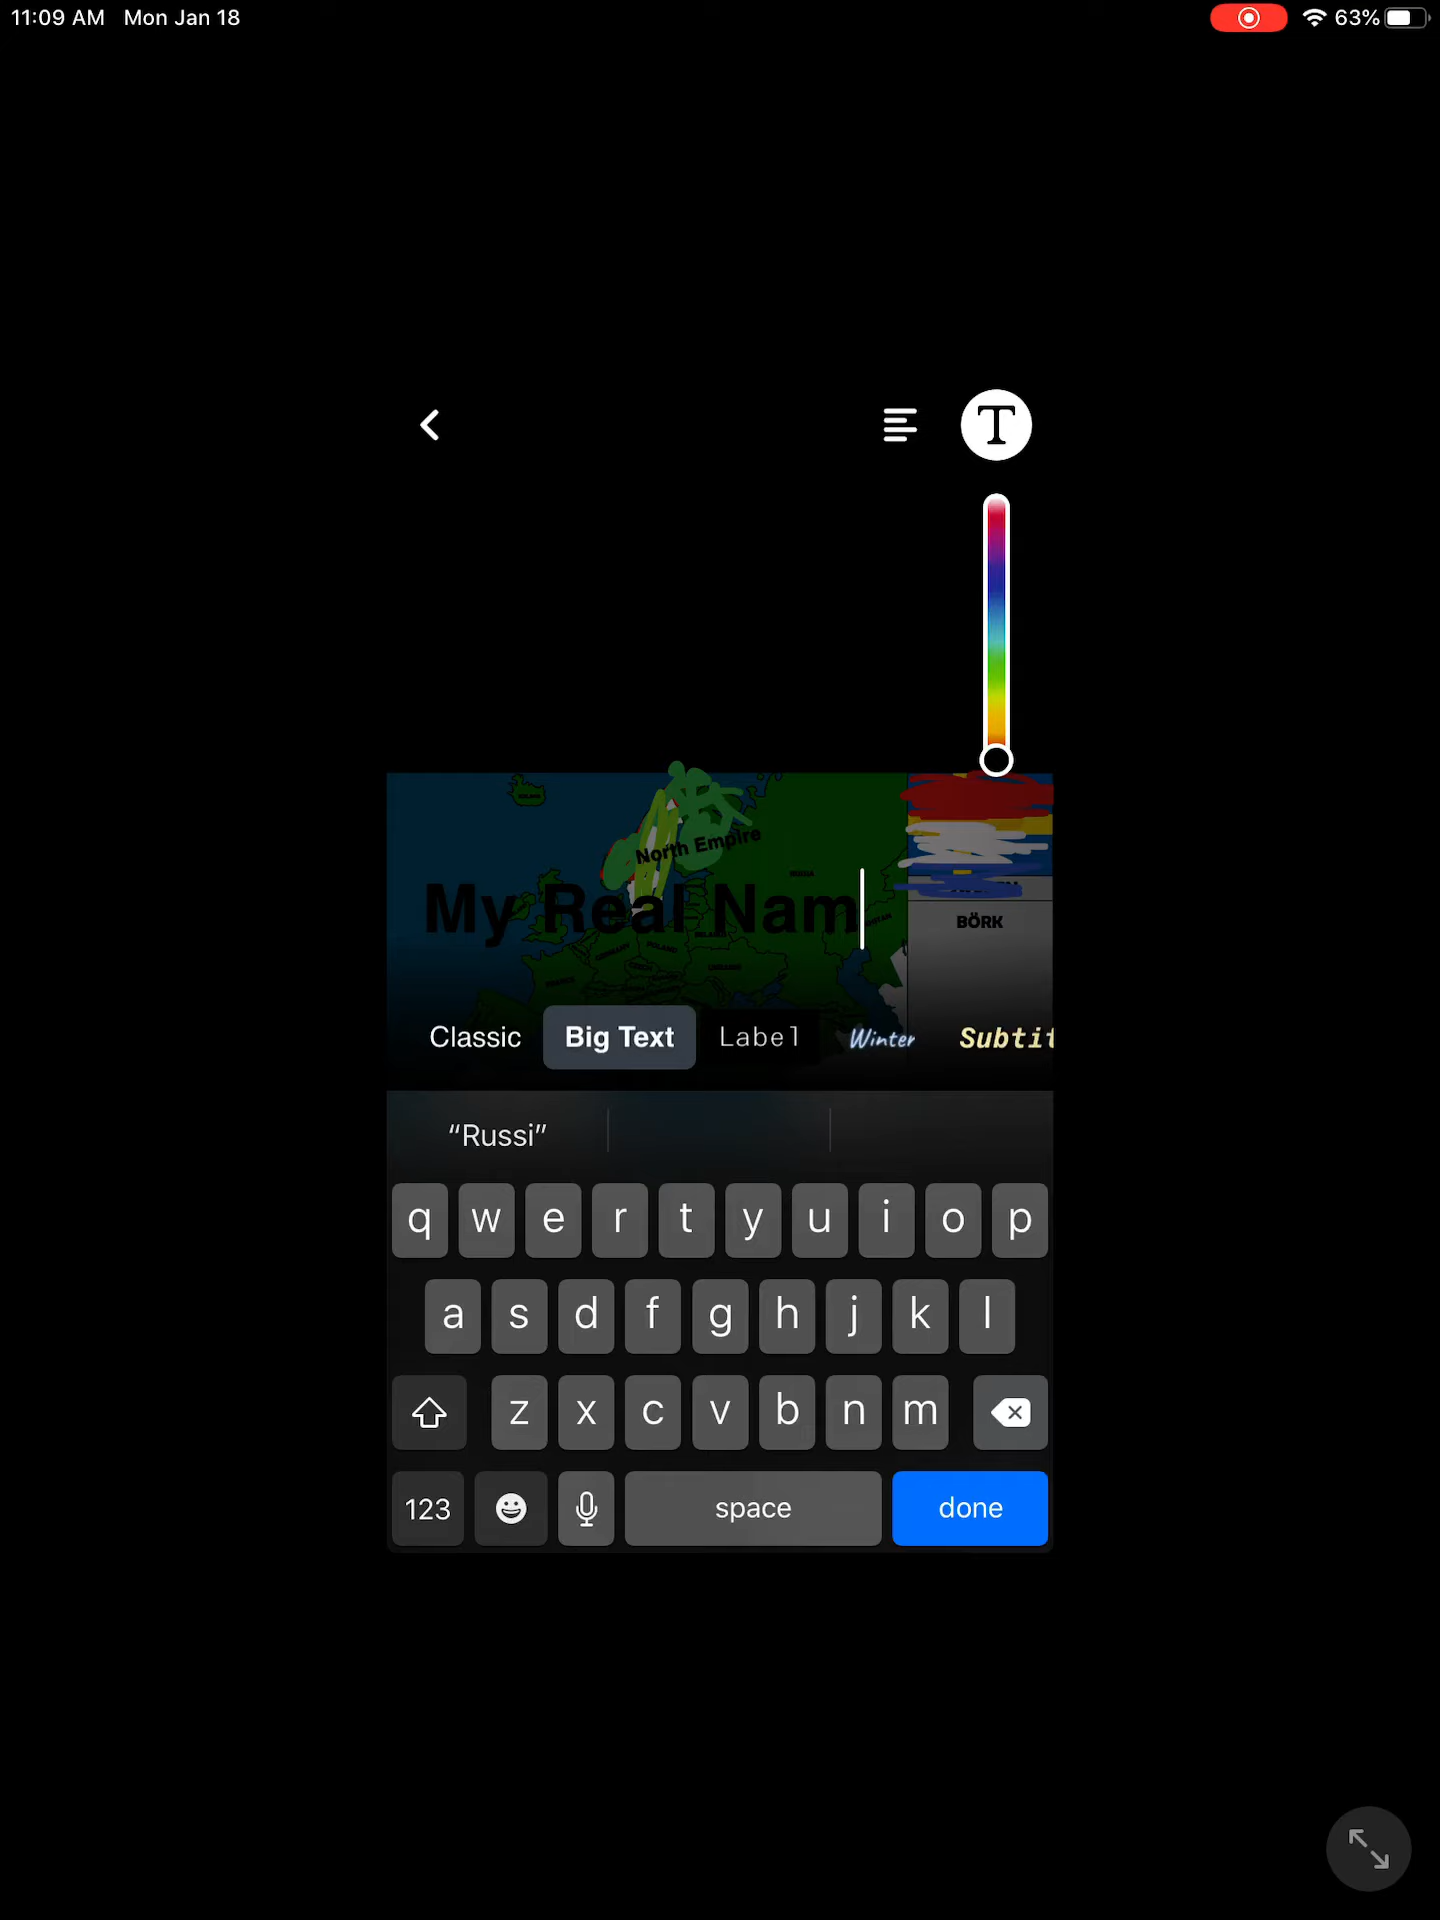 11:09 AM Mon Jan 18
63%
T
North Empire
My Real Nam
BÖRK
Classic Big Text Label Winter Subtit
“Russi”
q w e r t y u i o p
a s d f g h j k l
z x c v b n m
123 space done